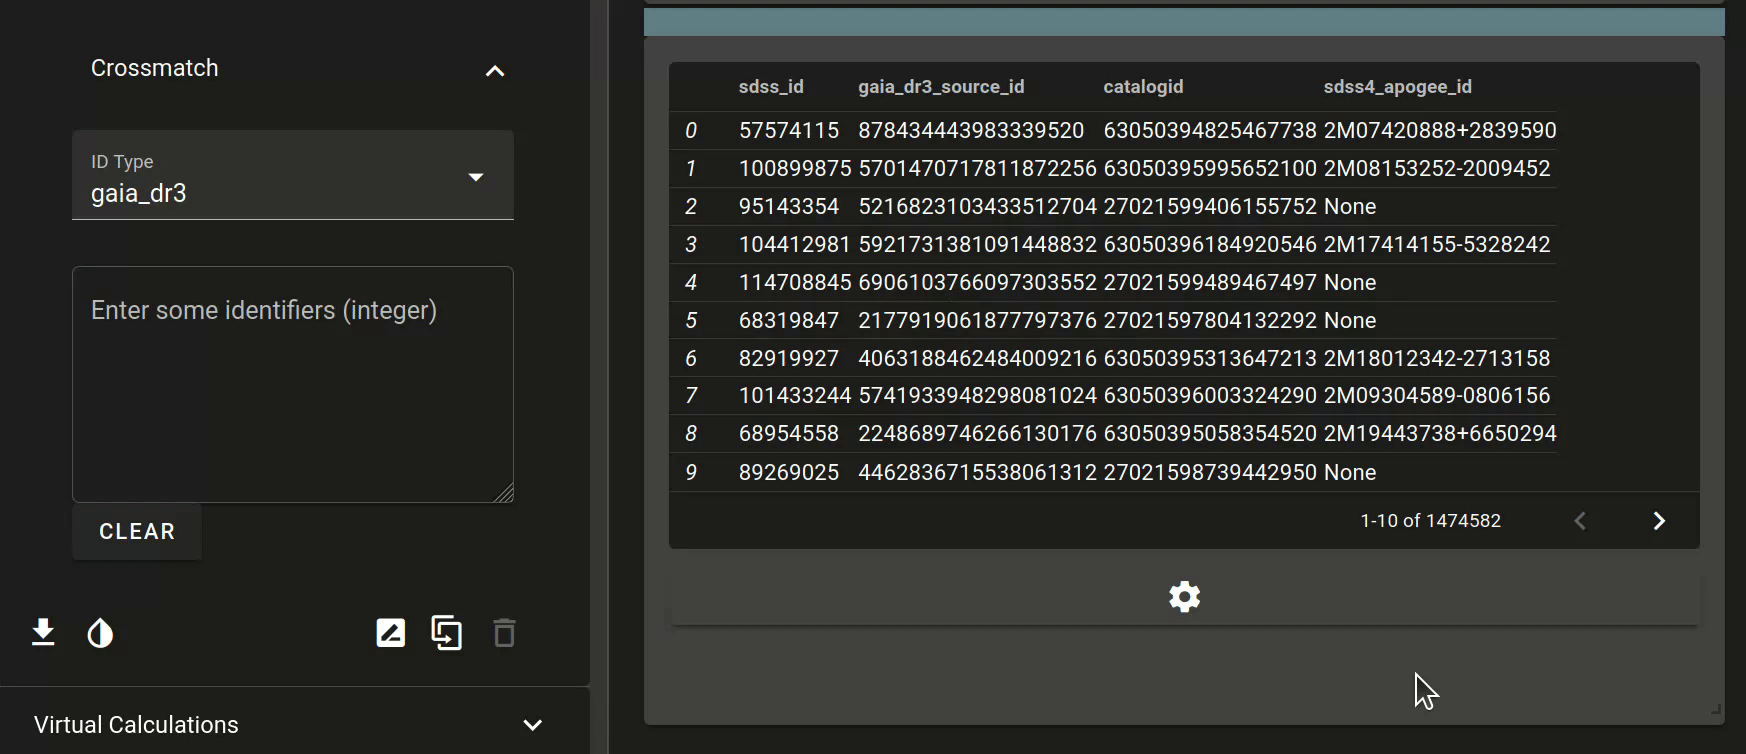 Crossmatch
ID Type
gaia_dr3
Enter some identifiers (integer)
CLEAR
Virtual Calculations
sdss_id gaia_dr3_source_id catalogid sdss4_apogee_id
0 57574115 878434443983339520 63050394825467738 2M07420888+2839590
1 100899875 5701470717811872256 63050395995652100 2M08153252-2009452
2 95143354 5216823103433512704 27021599406155752 None
3 104412981 5921731381091448832 63050396184920546 2M17414155-5328242
4 114708845 6906103766097303552 27021599489467497 None
5 68319847 2177919061877797376 27021597804132292 None
6 82919927 4063188462484009216 63050395313647213 2M18012342-2713158
7 101433244 5741933948298081024 63050396003324290 2M09304589-0806156
8 68954558 2248689746266130176 63050395058354520 2M19443738+6650294
9 89269025 4462836715538061312 27021598739442950 None
1-10 of 1474582